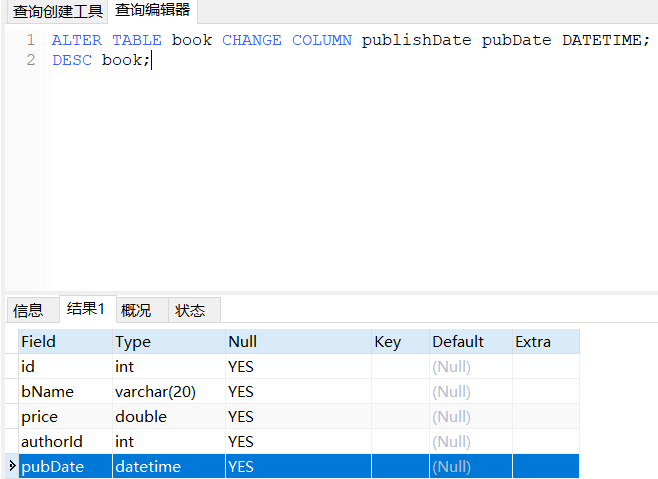 查询创建工具 查询编辑器
1 ALTER TABLE book CHANGE COLUMN publishDate pubDate DATETIME;
2 DESC book;
信息 结果1 概况 状态
Field Type Null Key Default Extra
id int YES (Null)
bName varchar(20) YES (Null)
price double YES (Null)
authorId int YES (Null)
pubDate datetime YES (Null)